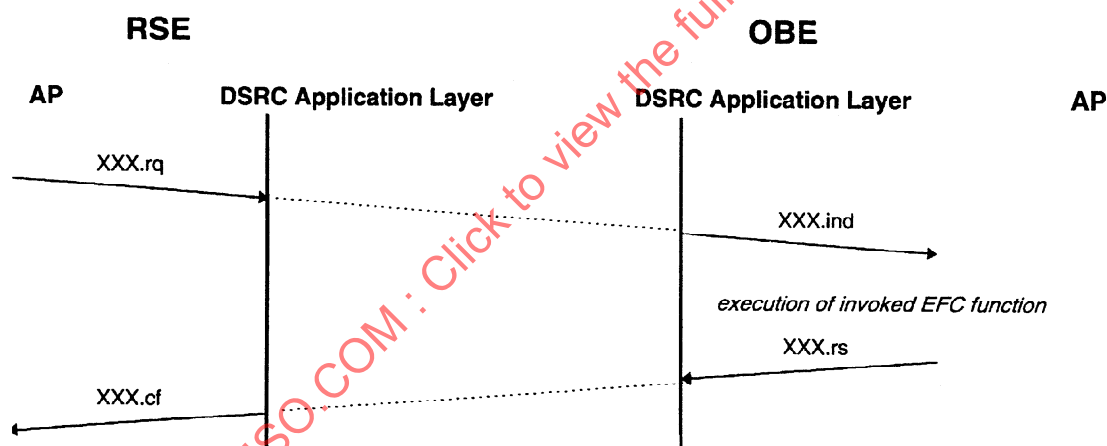 RSE
OBE
AP
DSRC Application Layer
DSRC Application Layer
AP
XXX.rq
XXX.ind
execution of invoked EFC function
XXX.rs
XXX.cf
SO.COM : Click to view the full